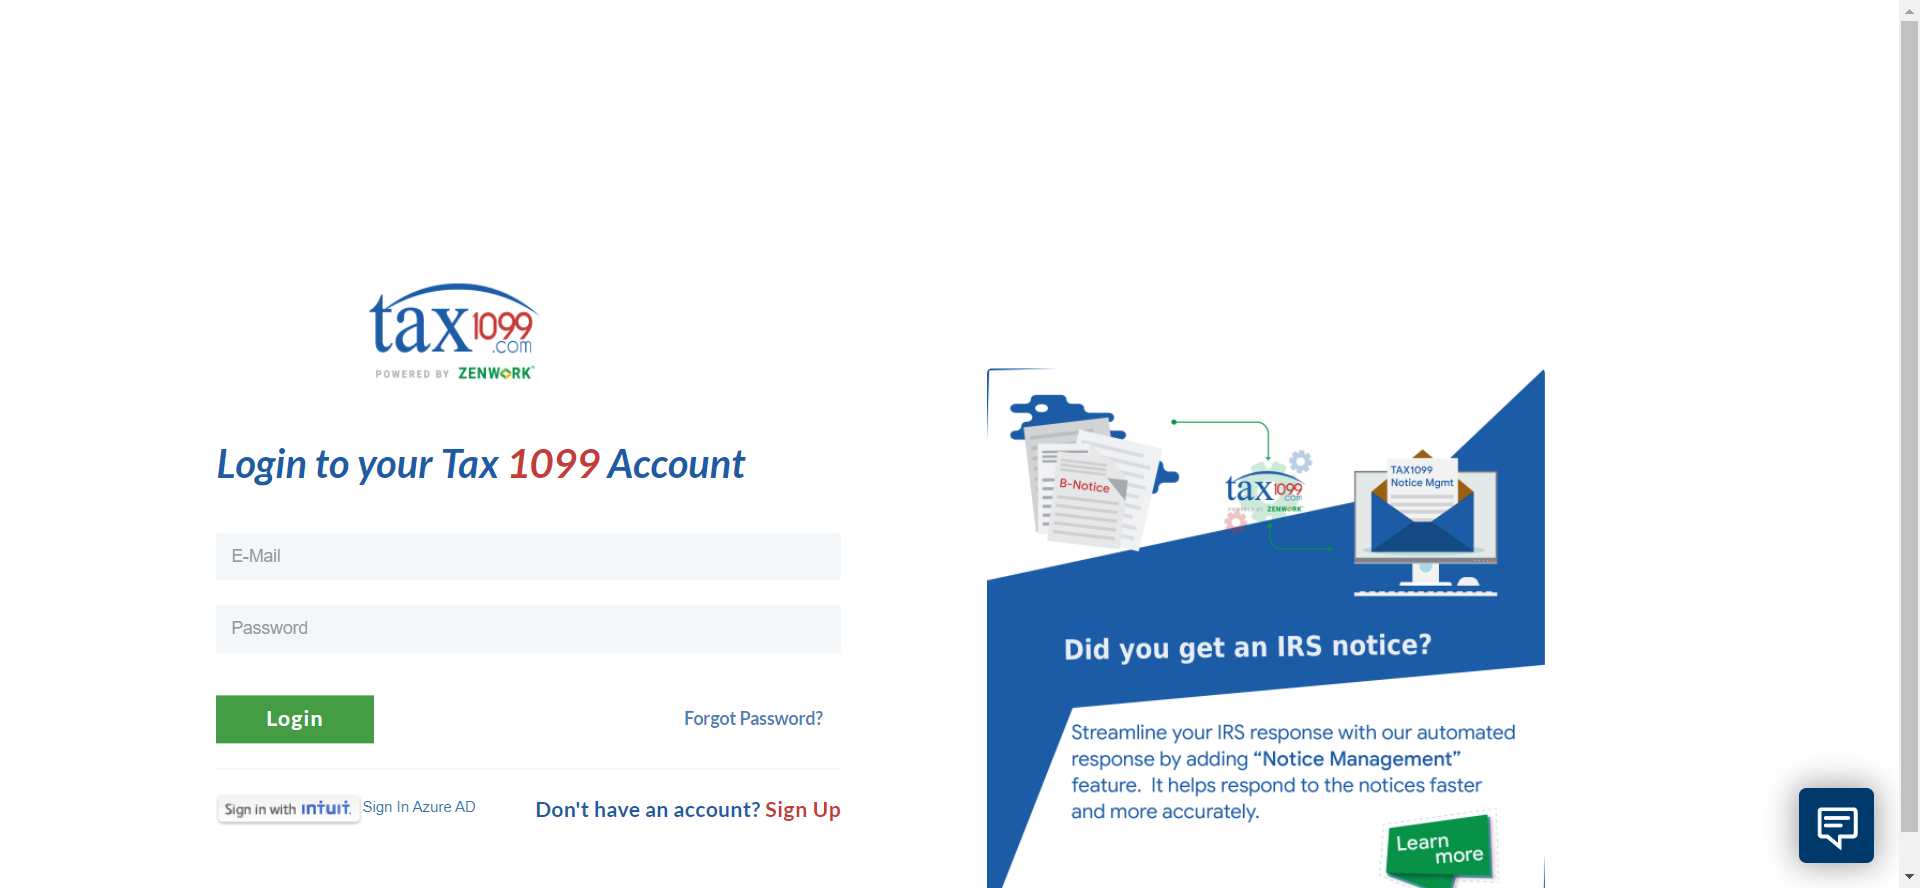 tax1099
.com
POWERED BY ZENWORK
Login to your Tax 1099 Account
E-Mail
Password
Login
Forgot Password?
Sign in with intuit.
Sign In Azure AD
Don't have an account? Sign Up
B-Notice
tax1099
.com
POWERED BY ZENWORK
TAX1099
Notice Mgmt
Did you get an IRS notice?
Streamline your IRS response with our automated
response by adding “Notice Management”
feature. It helps respond to the notices faster
and more accurately.
Learn
more